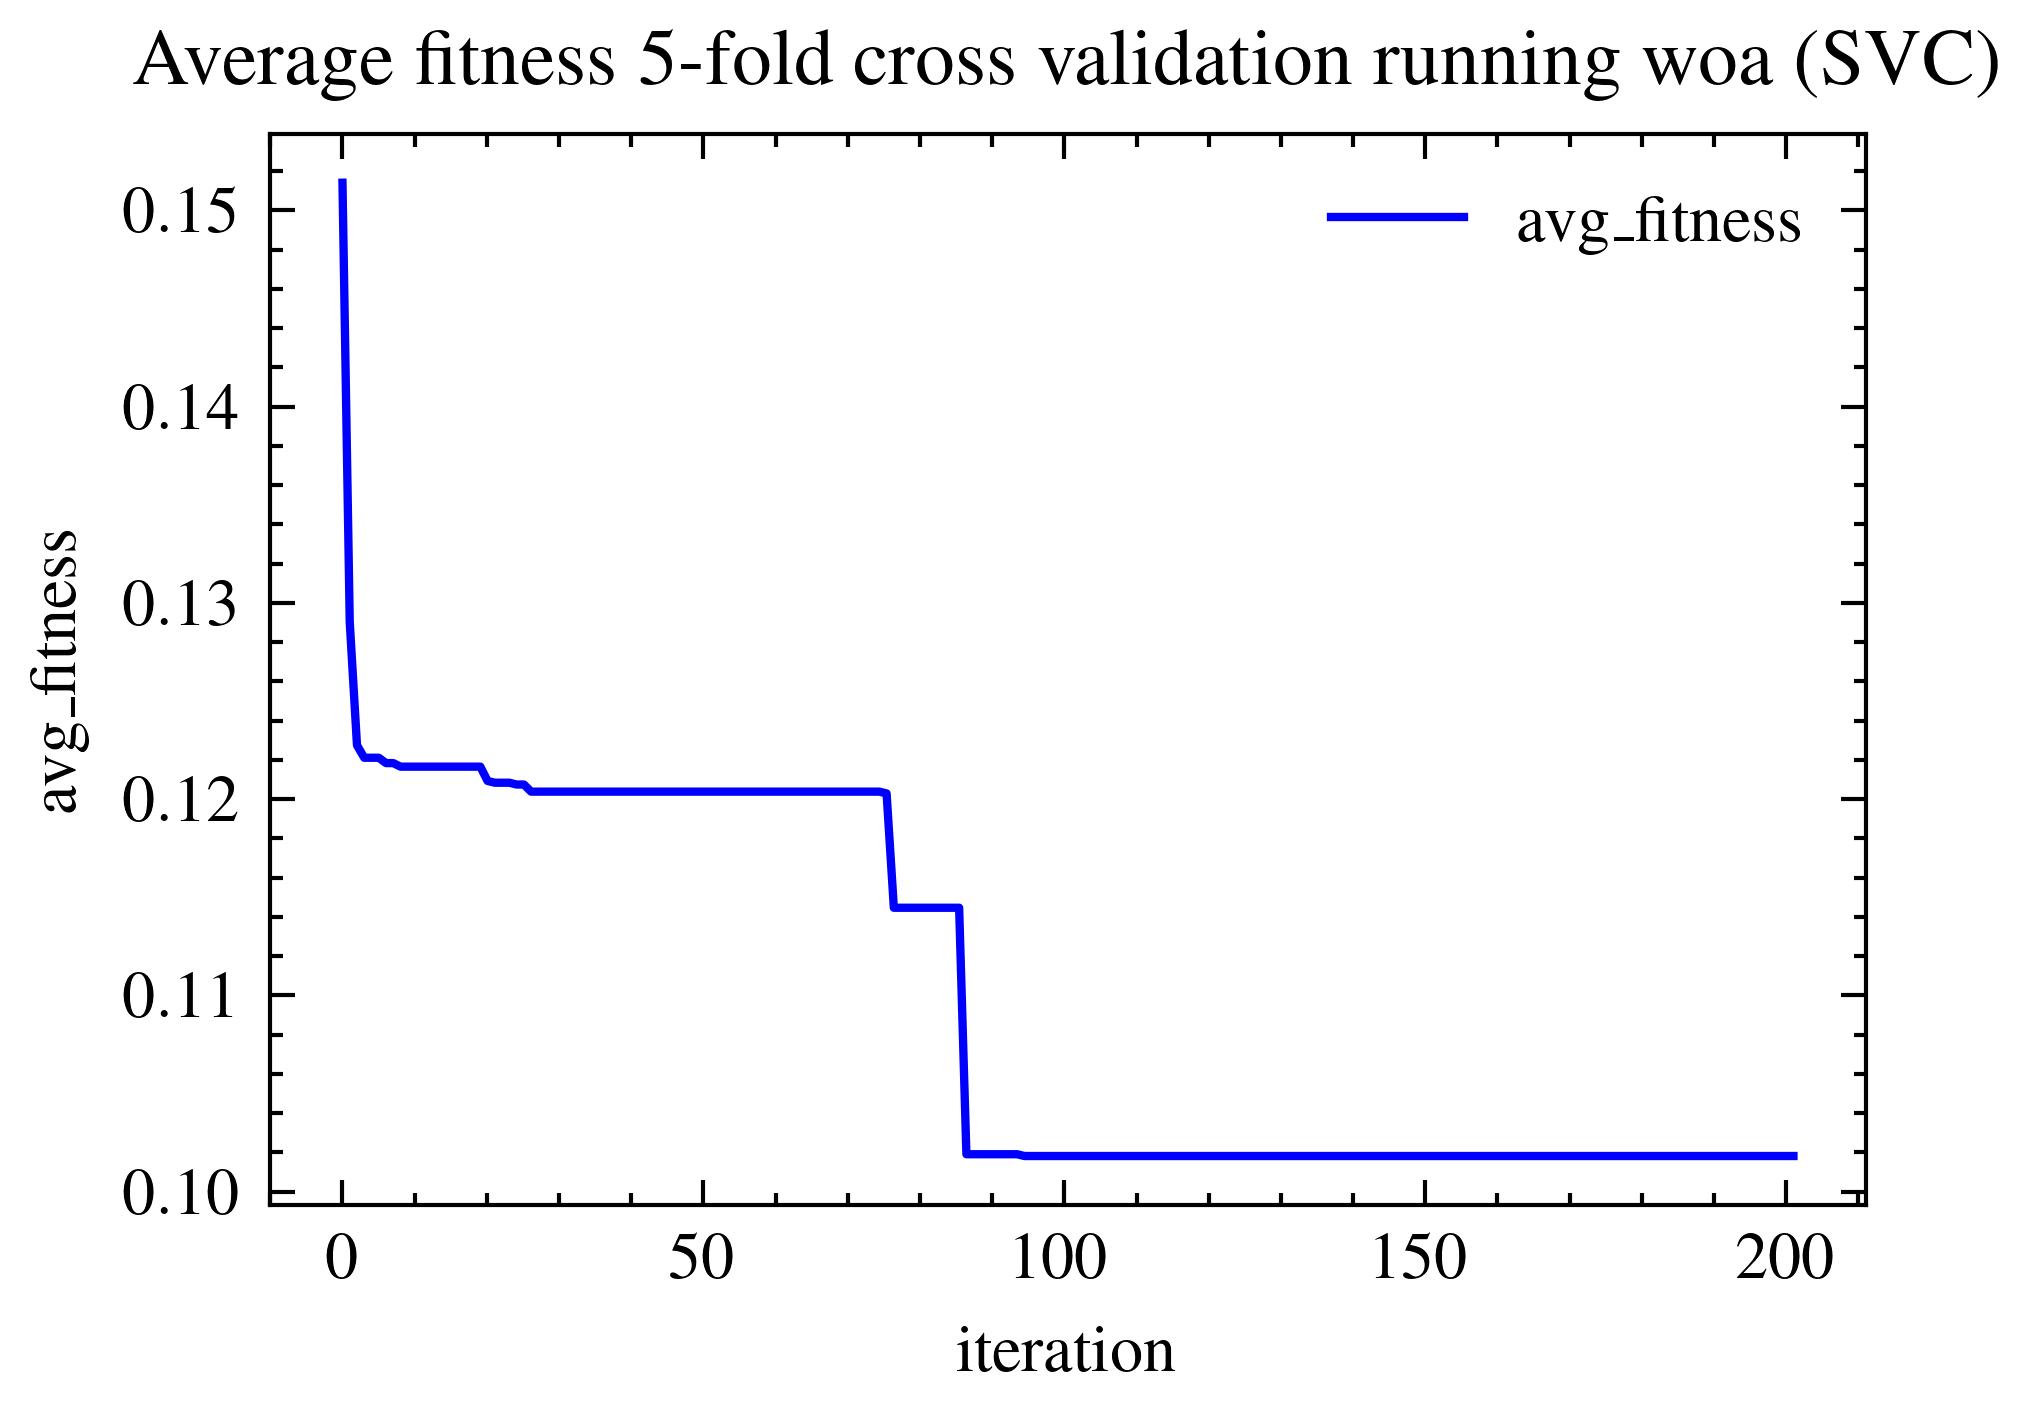 Average fitness 5-fold cross validation running woa (SVC)
avg_fitness
0.15
0.14
0.13
0.12
0.11
0.10
avg_fitness
0 50 100 150 200
iteration